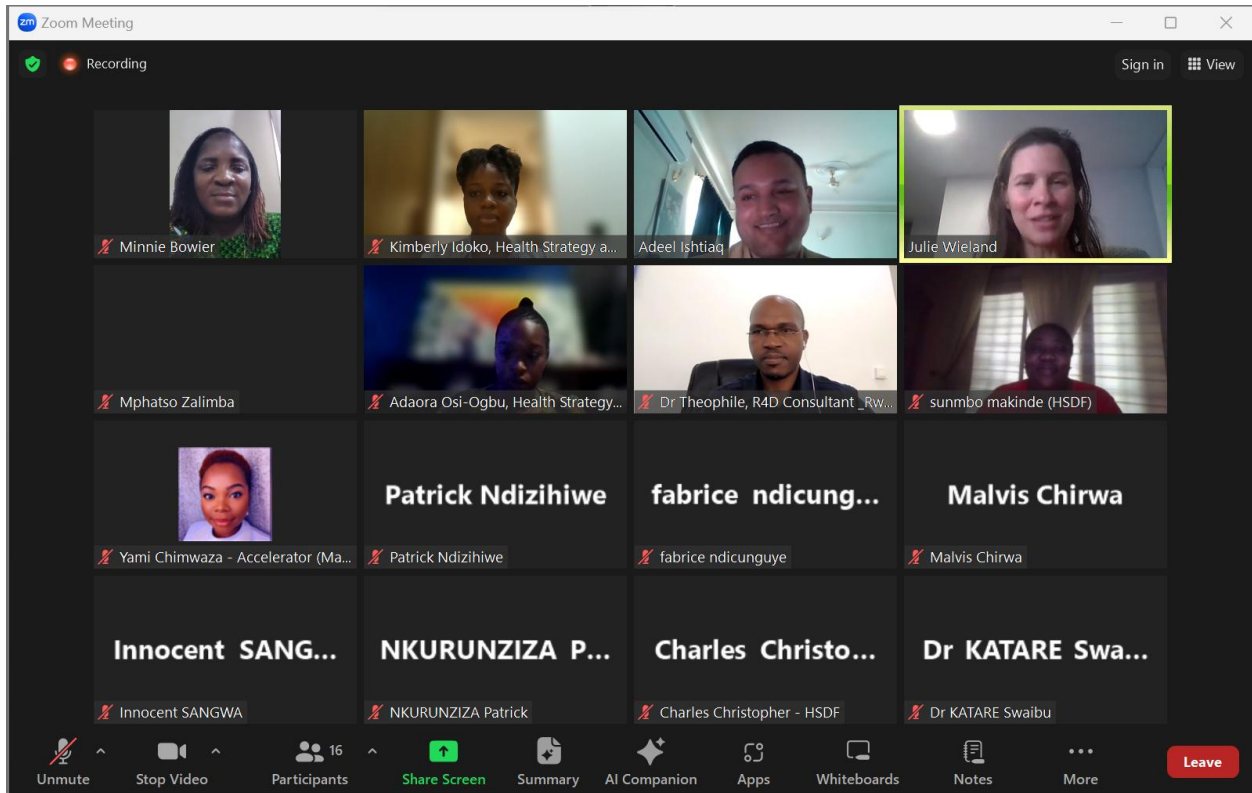 zm Zoom Meeting
Recording
Sign in
View
Minnie Bowier
Kimberly Idoko, Health Strategy a...
Adeel Ishtiaq
Julie Wieland
Mphatso Zalimba
Adaora Osi-Ogbu, Health Strategy...
Dr Theophile, R4D Consultant _Rw...
sunmbo makinde (HSDF)
Yami Chimwaza - Accelerator (Ma...
Patrick Ndizihiwe
Patrick Ndizihiwe
fabrice ndicung...
fabrice ndicunguye
Malvis Chirwa
Malvis Chirwa
Innocent SANG...
Innocent SANGWA
NKURUNZIZA P...
NKURUNZIZA Patrick
Charles Christo...
Charles Christopher - HSDF
Dr KATARE Swa...
Dr KATARE Swaibu
Unmute
Stop Video
16
Participants
Share Screen
Summary
AI Companion
Apps
Whiteboards
Notes
More
Leave